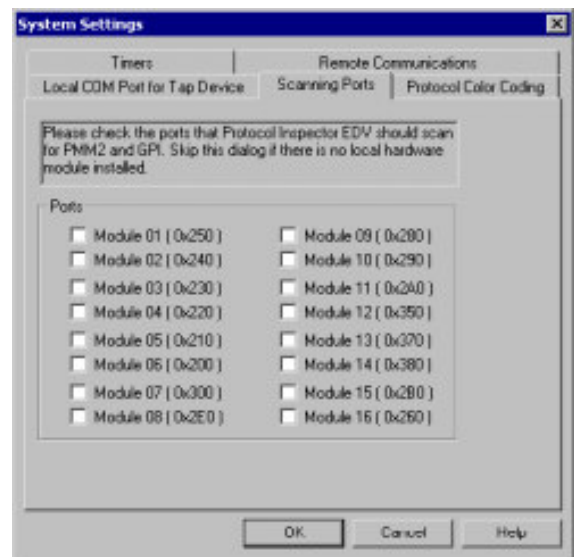 System Settings
Timers
Remote Communications
Local COM Port for Tap Device
Scanning Ports
Protocol Color Coding
Please check the ports that Protocol Inspector EDV should scan
for PMM2 and GPI. Skip this dialog if there is no local hardware
module installed.
Ports
Module 01 ( 0x250 )
Module 09 ( 0x280 )
Module 02 ( 0x240 )
Module 10 ( 0x290 )
Module 03 ( 0x230 )
Module 11 ( 0x2A0 )
Module 04 ( 0x220 )
Module 12 ( 0x350 )
Module 05 ( 0x210 )
Module 13 ( 0x370 )
Module 06 ( 0x200 )
Module 14 ( 0x380 )
Module 07 ( 0x300 )
Module 15 ( 0x2B0 )
Module 08 ( 0x2E0 )
Module 16 ( 0x260 )
OK
Cancel
Help